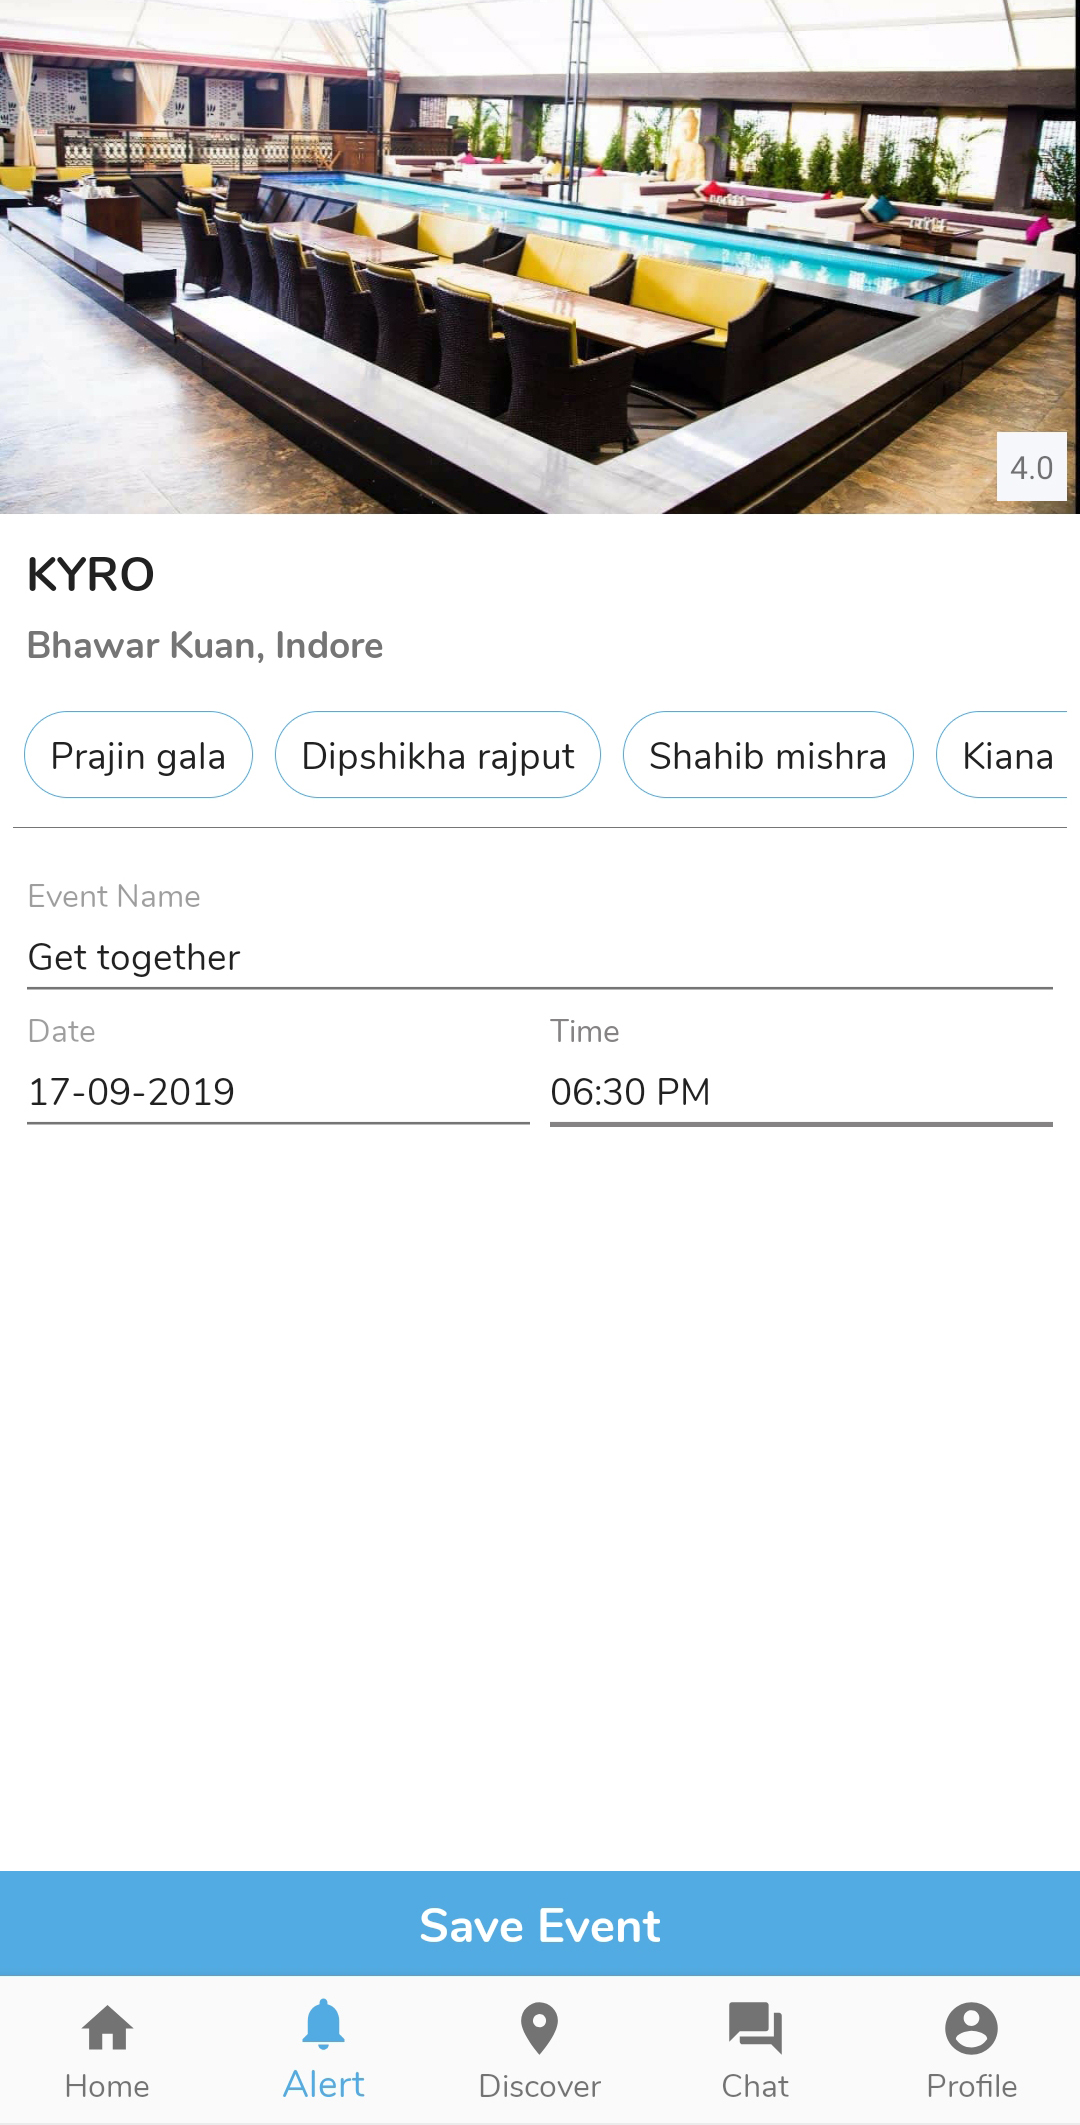 4.0
KYRO
Bhawar Kuan, Indore
Prajin gala Dipshikha rajput Shahib mishra Kiana
Event Name
Get together
Date Time
17-09-2019 06:30 PM
Save Event
Home Alert Discover Chat Profile